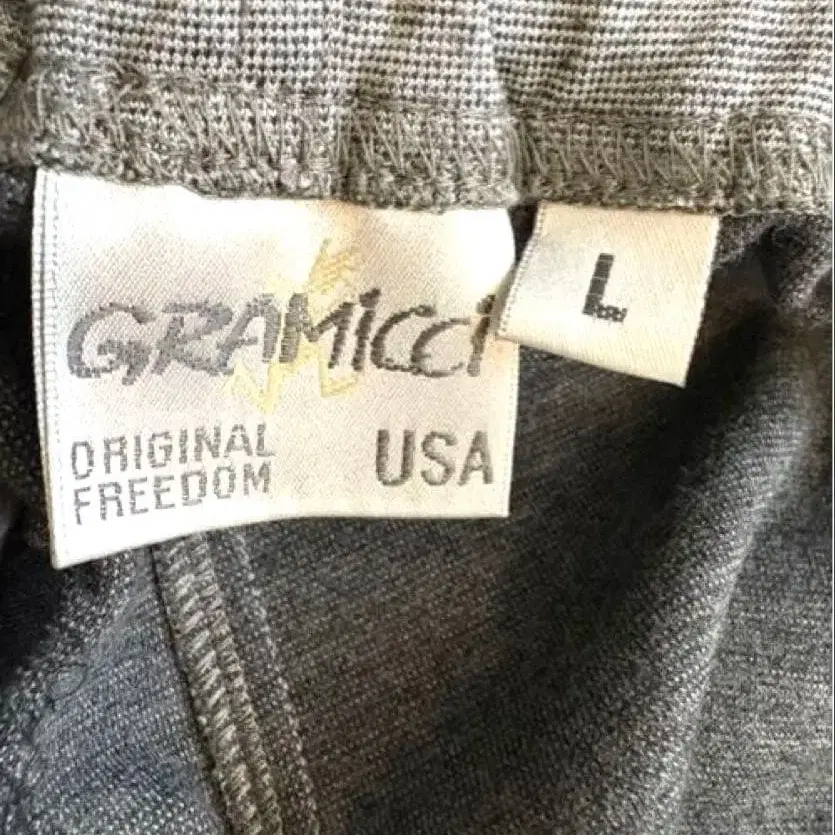 GRAMiCCi
ORIGINAL
FREEDOM
USA
L